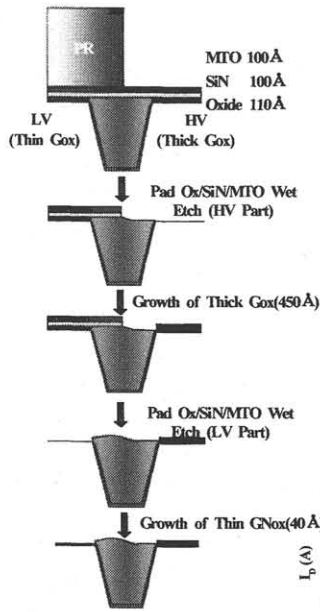 PR
MTO 100Å
SiN 100Å
Oxide 110Å
LV
(Thin Gox)
HV
(Thick Gox)
Pad Ox/SiN/MTO Wet
Etch (HV Part)
Growth of Thick Gox(450Å)
Pad Ox/SiN/MTO Wet
Etch (LV Part)
Growth of Thin GNox(40Å)
I_D (A)